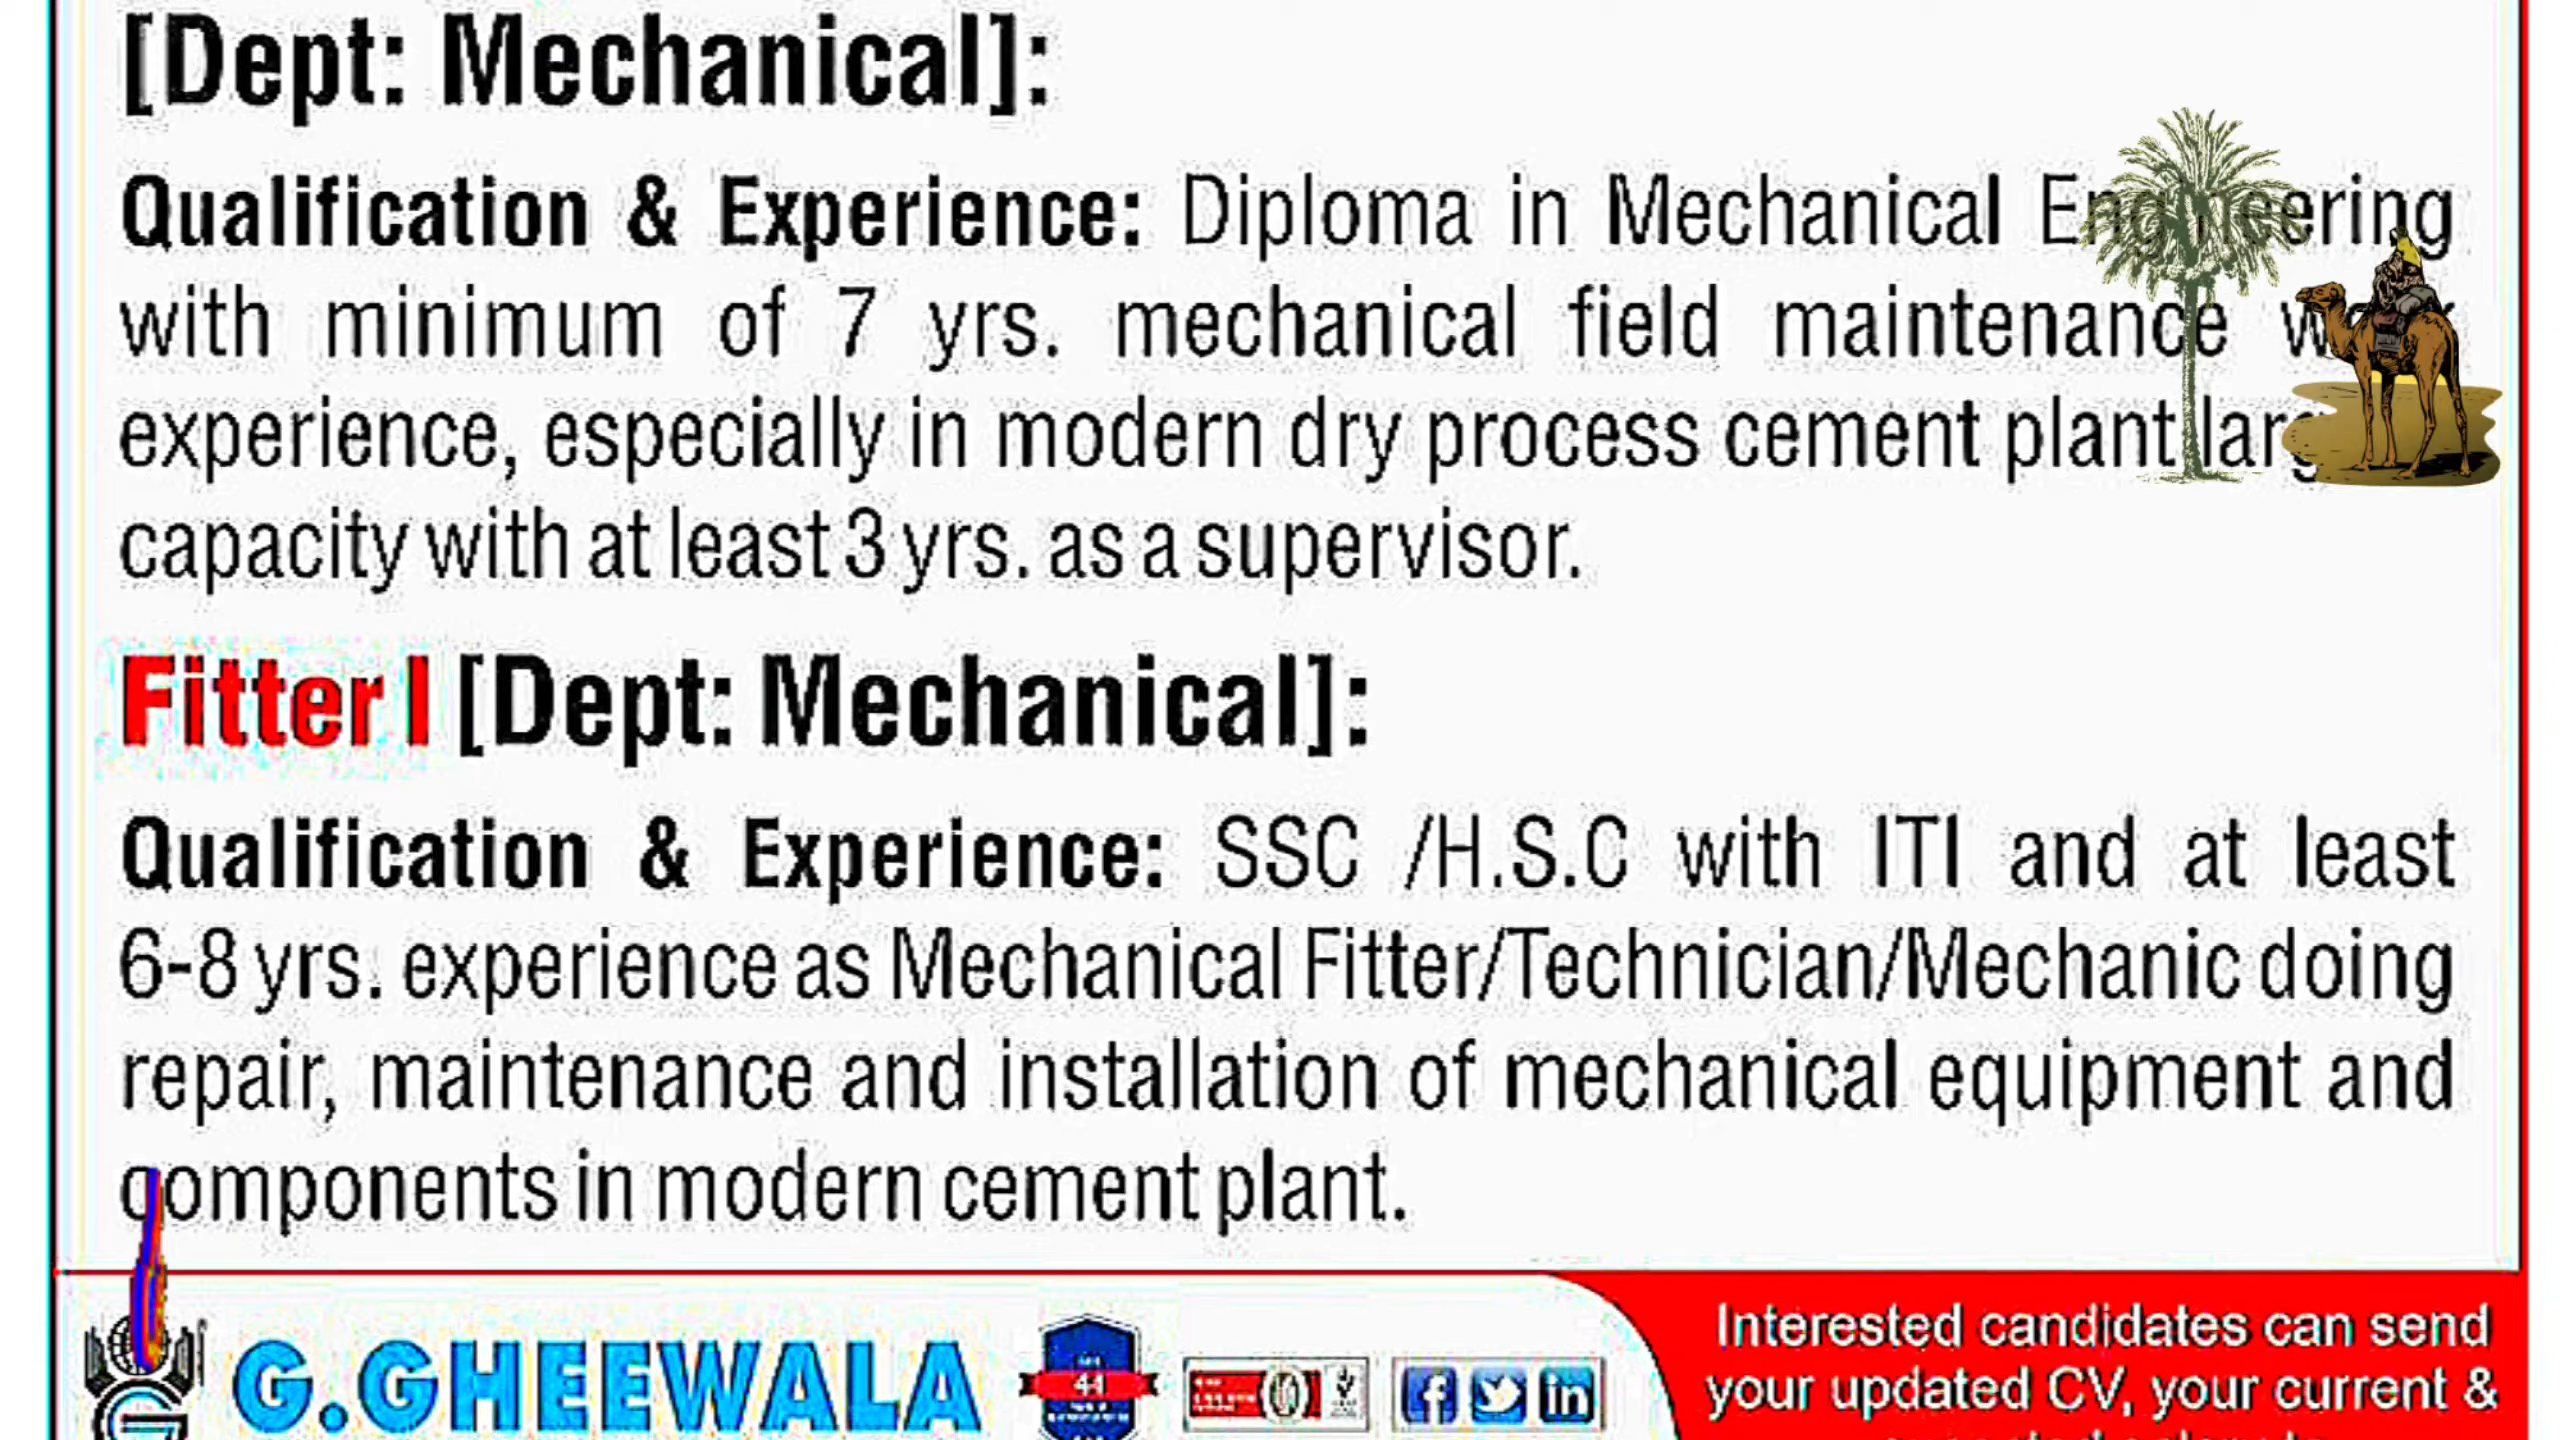 [Dept: Mechanical]:
Qualification & Experience: Diploma in Mechanical Engineering
with minimum of 7 yrs. mechanical field maintenance
experience, especially in modern dry process cement plant
capacity with at least 3 yrs. as a supervisor.
Fitter I [Dept: Mechanical]:
Qualification & Experience: SSC /H.S.C with ITI and at least
6-8 yrs. experience as Mechanical Fitter/Technician/Mechanic doing
repair, maintenance and installation of mechanical equipment and
components in modern cement plant.
G.GHEEWALA
44
f
in
Interested candidates can send
your updated CV, your current &